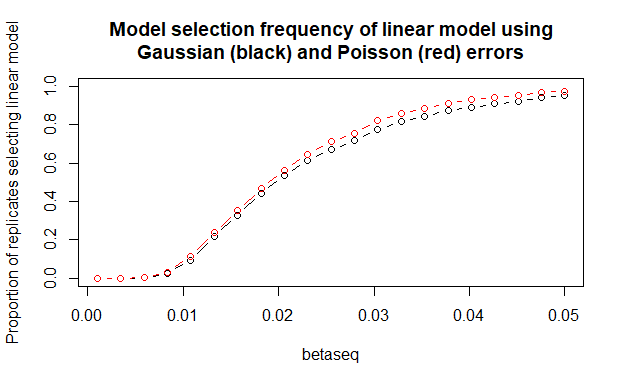 Model selection frequency of linear model using
Gaussian (black) and Poisson (red) errors
Proportion of replicates selecting linear model
1.0
0.8
0.6
0.4
0.2
0.0
0.00 0.01 0.02 0.03 0.04 0.05
betaseq